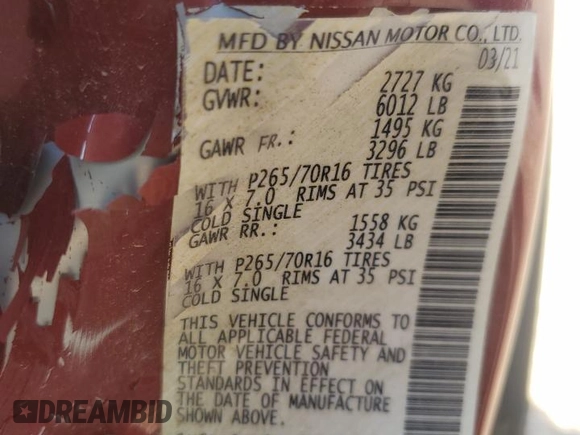 MFD BY NISSAN MOTOR CO., LTD.
DATE: 03/21
GVWR: 2727 KG
6012 LB
GAWR FR.: 1495 KG
3296 LB
WITH P265/70R16 TIRES
16 X 7.0 RIMS AT 35 PSI
COLD SINGLE
GAWR RR.: 1558 KG
3434 LB
WITH P265/70R16 TIRES
16 X 7.0 RIMS AT 35 PSI
COLD SINGLE
THIS VEHICLE CONFORMS TO
ALL APPLICABLE FEDERAL
MOTOR VEHICLE SAFETY AND
THEFT PREVENTION
STANDARDS IN EFFECT ON
THE DATE OF MANUFACTURE
SHOWN ABOVE.
DREAMBID